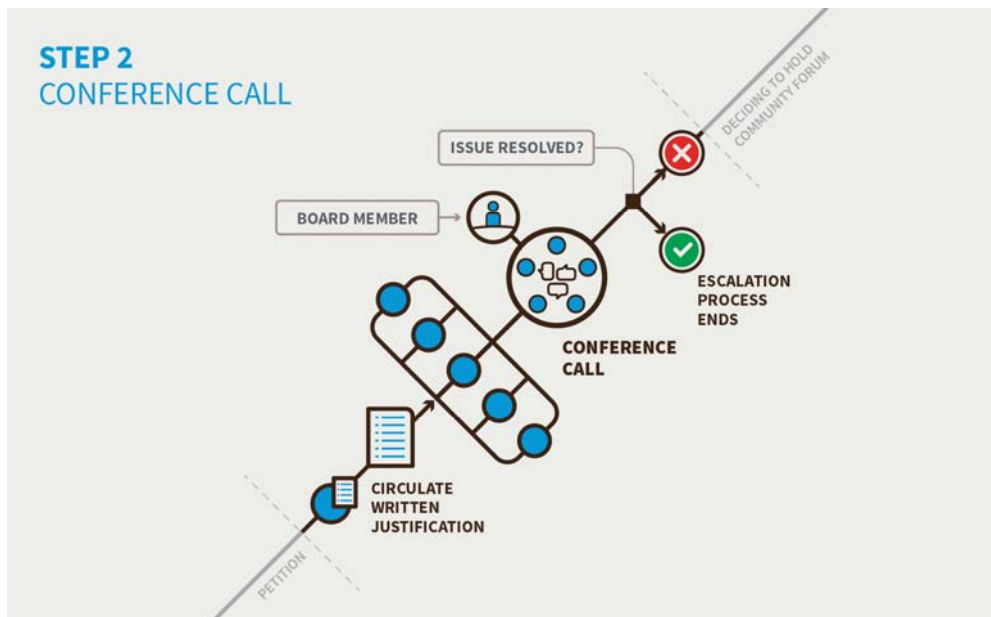 STEP 2
CONFERENCE CALL
DECIDING TO HOLD
COMMUNITY FORUM
ISSUE RESOLVED?
BOARD MEMBER
ESCALATION
PROCESS
ENDS
CONFERENCE
CALL
CIRCULATE
WRITTEN
JUSTIFICATION
PETITION